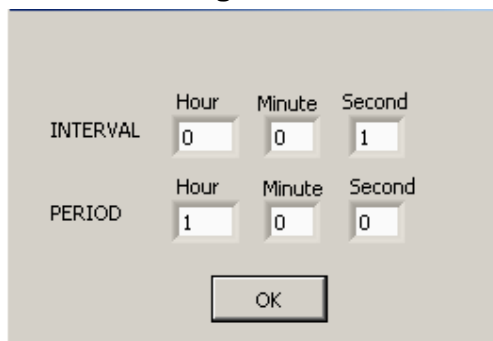 Hour Minute Second
INTERVAL 0 0 1
Hour Minute Second
PERIOD 1 0 0
OK